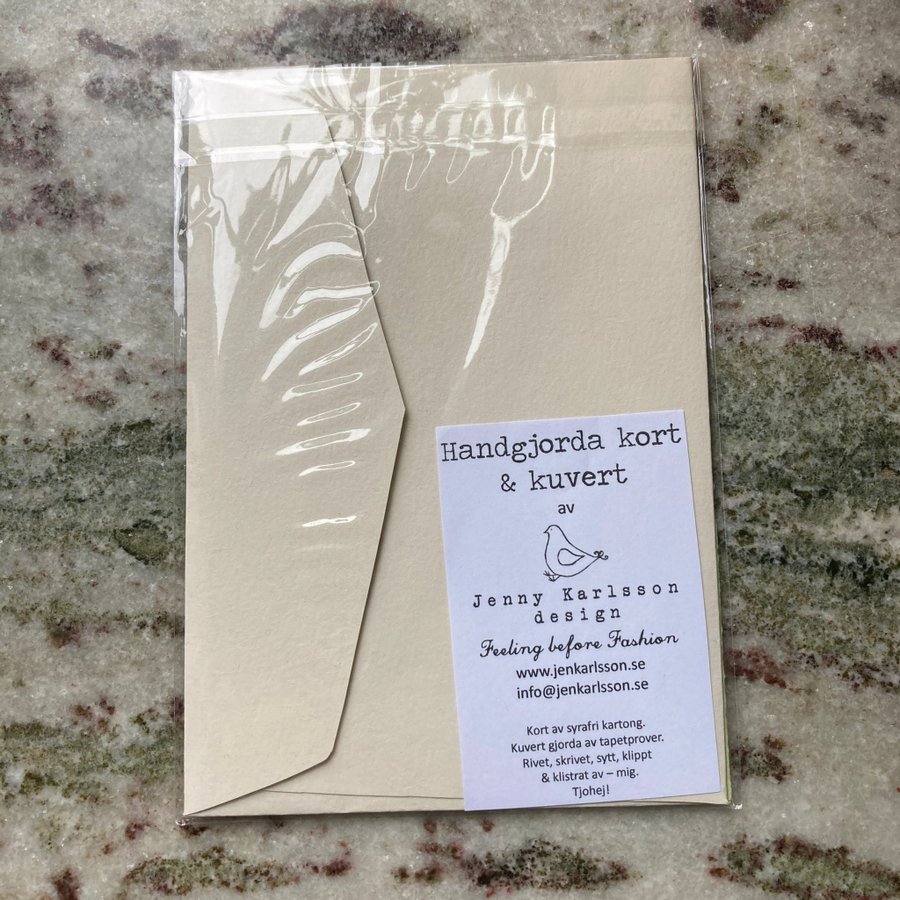 Handgjorda kort
& kuvert
av
Jenny Karlsson
design
Feeling before Fashion
www.jenkarlsson.se
info@jenkarlsson.se
Kort av syrafri kartong.
Kuvert gjorda av tapetprover.
Rivet, skrivet, sytt, klippt
& klistrat av – mig.
Tjohej!